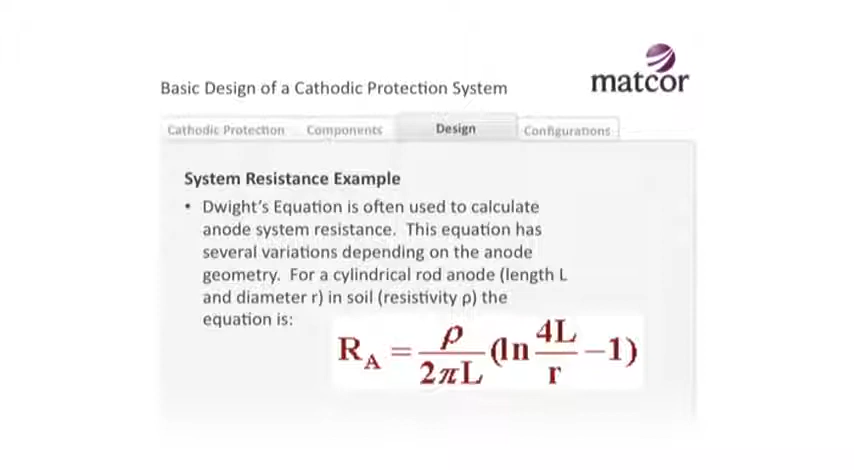 matcor
Basic Design of a Cathodic Protection System
Cathodic Protection Components Design Configurations
System Resistance Example
• Dwight's Equation is often used to calculate
anode system resistance. This equation has
several variations depending on the anode
geometry. For a cylindrical rod anode (length L
and diameter r) in soil (resistivity ρ) the
equation is:
R_A = ρ/2πL (ln 4L/r −1)